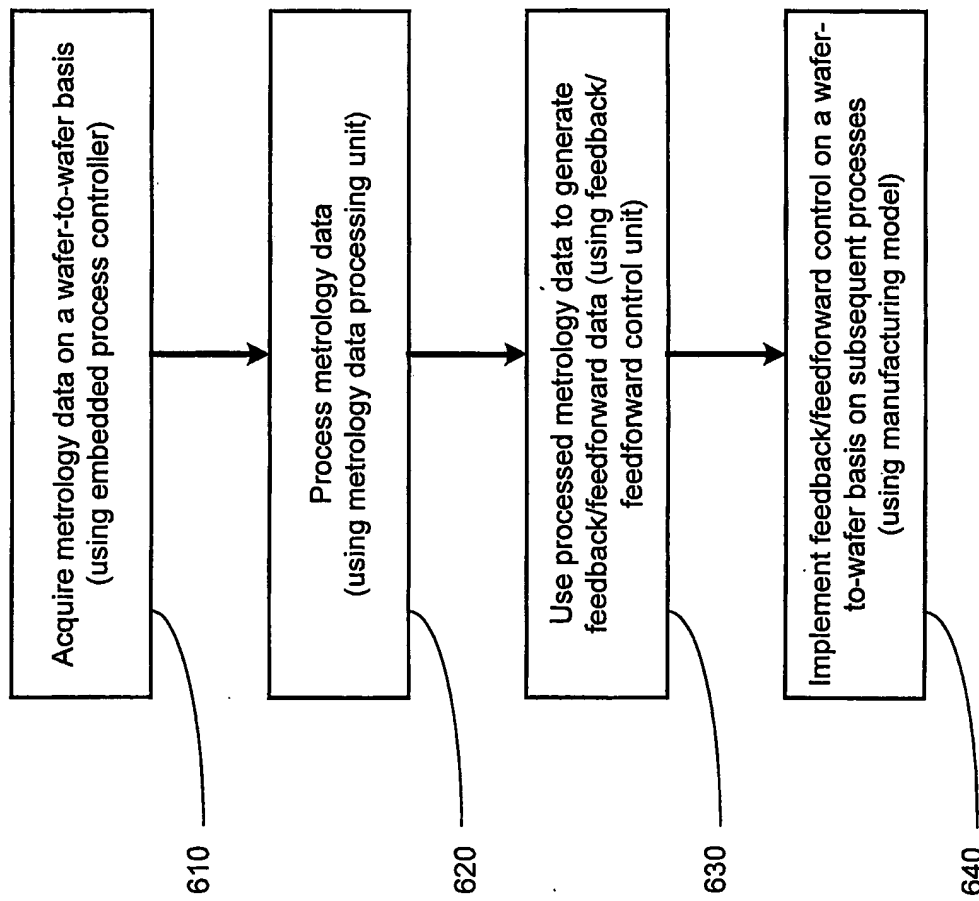 Acquire metrology data on a wafer-to-wafer basis
(using embedded process controller)
610
Process metrology data
(using metrology data processing unit)
620
Use processed metrology data to generate
feedback/feedforward data (using feedback/
feedforward control unit)
630
Implement feedback/feedforward control on a wafer-
to-wafer basis on subsequent processes
(using manufacturing model)
640